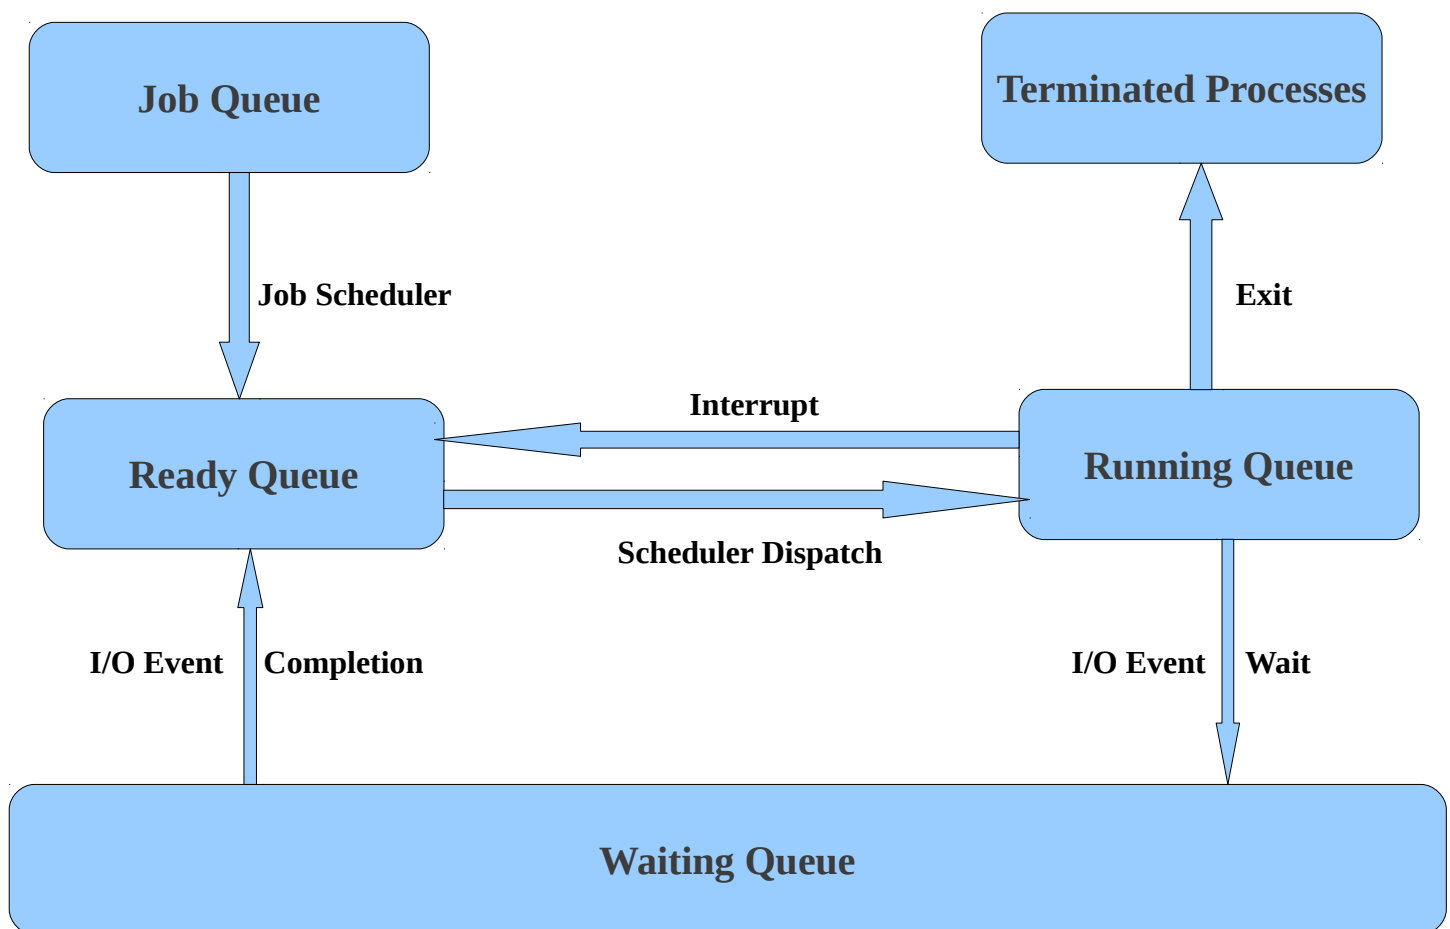 Job Queue
Terminated Processes
Job Scheduler
Exit
Interrupt
Ready Queue
Running Queue
Scheduler Dispatch
I/O Event Completion
I/O Event Wait
Waiting Queue